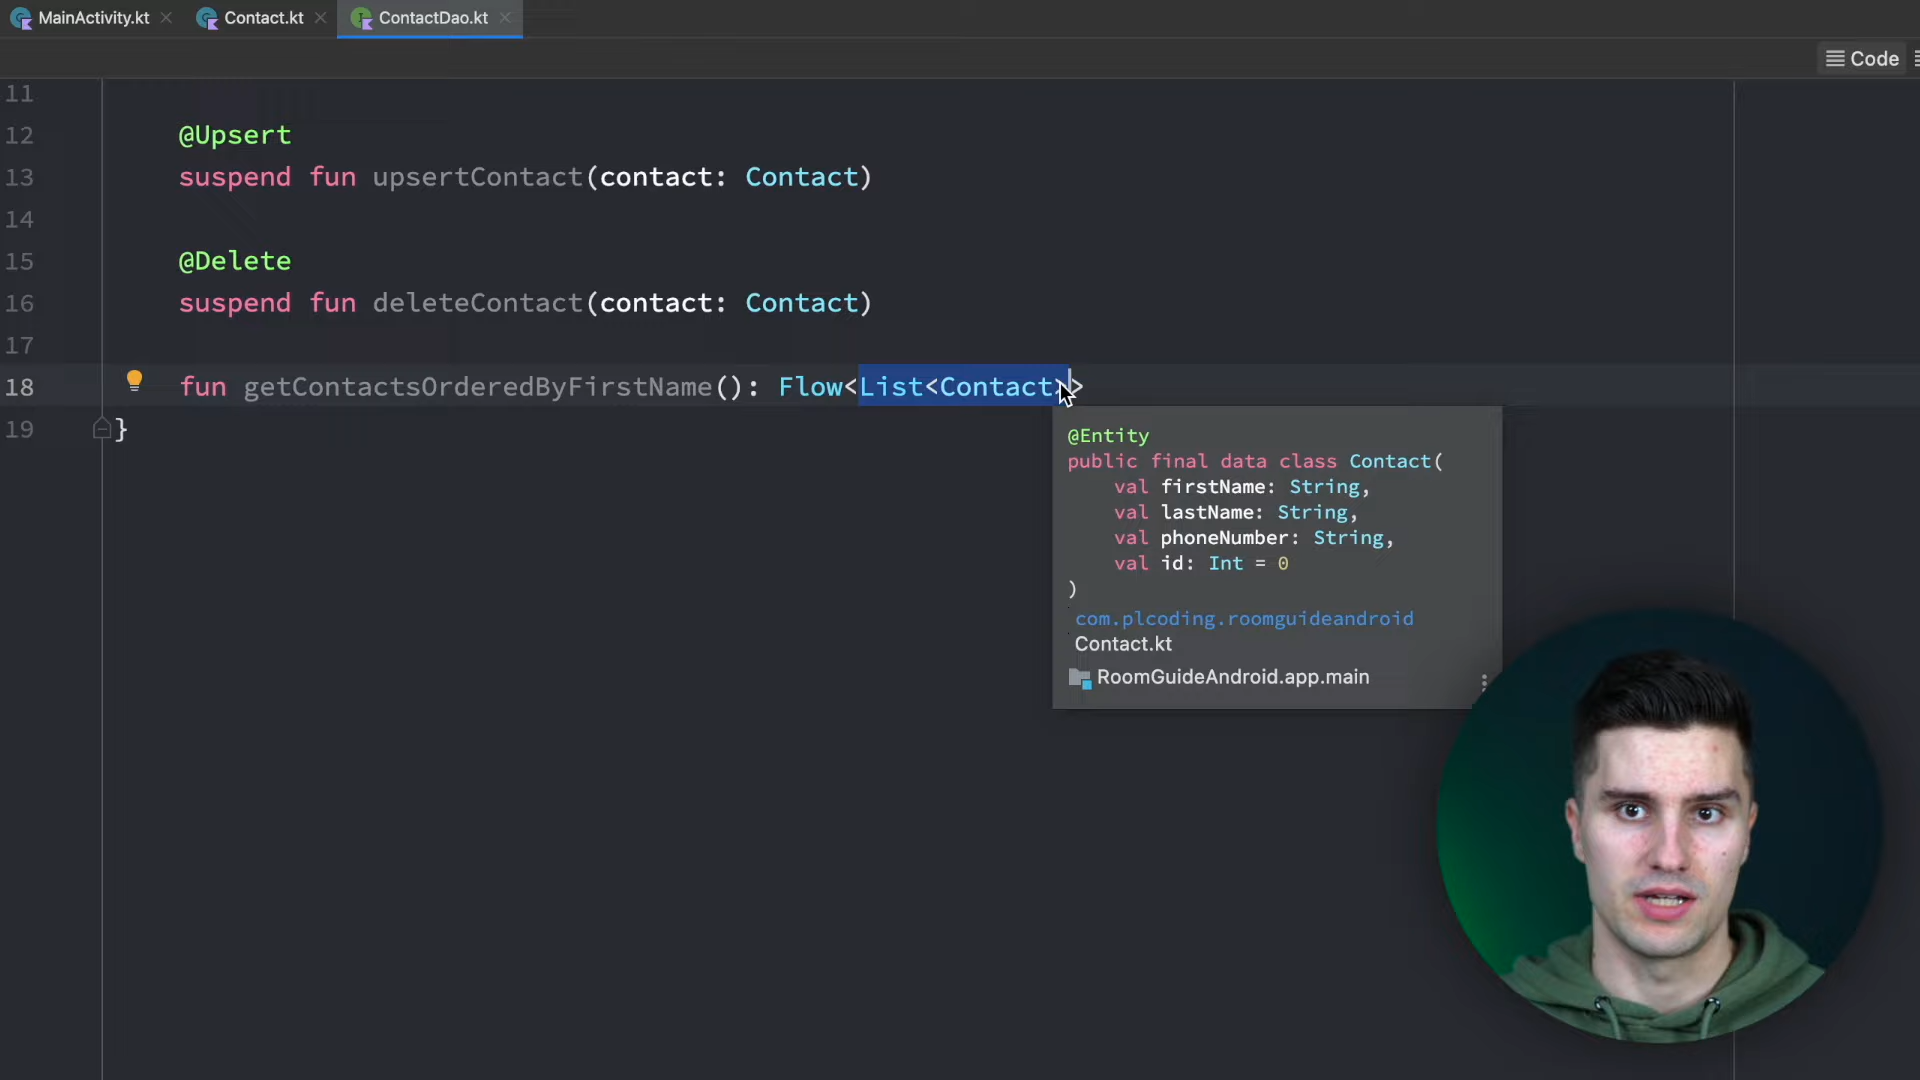 MainActivity.kt
Contact.kt
ContactDao.kt
Code
11
12 @Upsert
13 suspend fun upsertContact(contact: Contact)
14
15 @Delete
16 suspend fun deleteContact(contact: Contact)
17
18 fun getContactsOrderedByFirstName(): Flow<List<Contact>>
19 }
@Entity
public final data class Contact(
val firstName: String,
val lastName: String,
val phoneNumber: String,
val id: Int = 0
)
com.plcoding.roomguideandroid
Contact.kt
RoomGuideAndroid.app.main